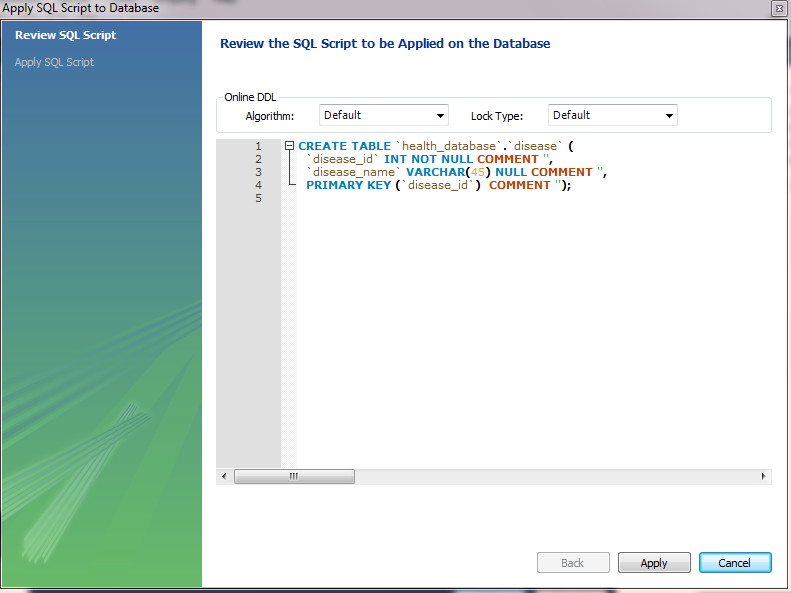 Apply SQL Script to Database
Review SQL Script
Apply SQL Script
Review the SQL Script to be Applied on the Database
Online DDL
Algorithm: Default Lock Type: Default
1 CREATE TABLE `health_database`.`disease` (
2 `disease_id` INT NOT NULL COMMENT '',
3 `disease_name` VARCHAR(45) NULL COMMENT '',
4 PRIMARY KEY (`disease_id`)  COMMENT '');
5
Back Apply Cancel